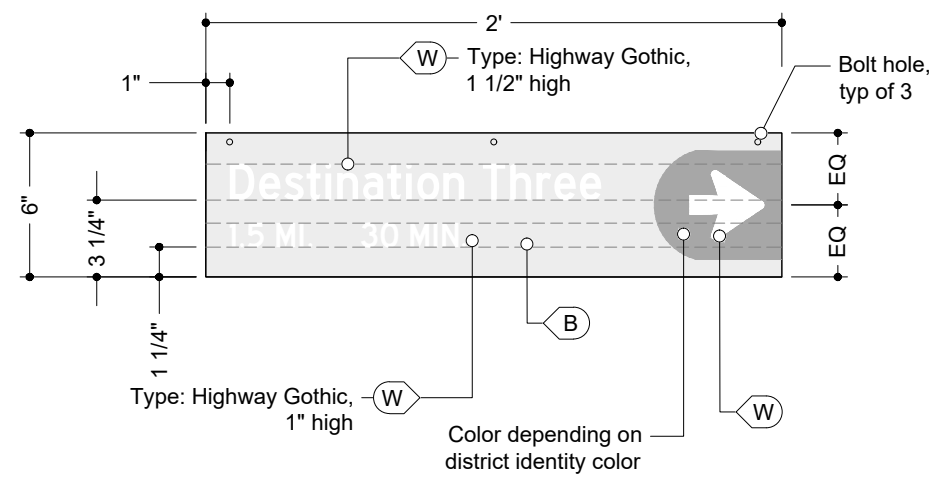 2'
W
Type: Highway Gothic,
1 1/2" high
Bolt hole,
typ of 3
1"
6"
3 1/4"
1 1/4"
Destination Three
1.5 MI. 30 MIN.
EQ
EQ
B
Type: Highway Gothic,
1" high
W
W
Color depending on
district identity color